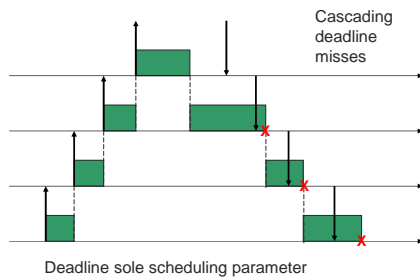 Cascading
deadline
misses
X
X
X
Deadline sole scheduling parameter